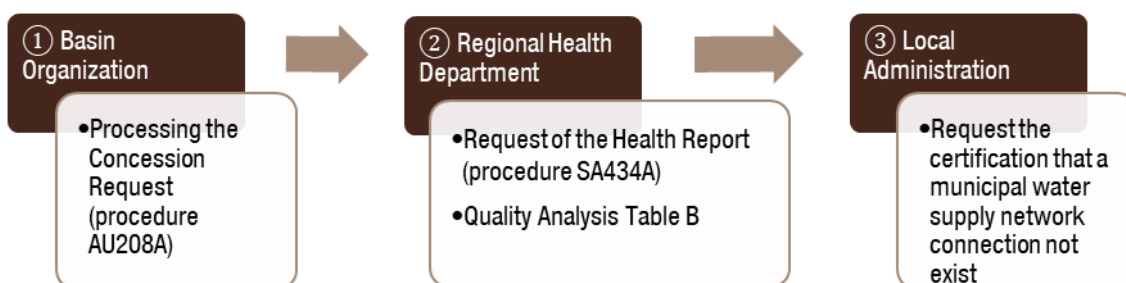 ① Basin
Organization
•Processing the
Concession
Request
(procedure
AU208A)
② Regional Health
Department
•Request of the Health Report
(procedure SA434A)
•Quality Analysis Table B
③ Local
Administration
•Request the
certification that a
municipal water
supply network
connection not
exist